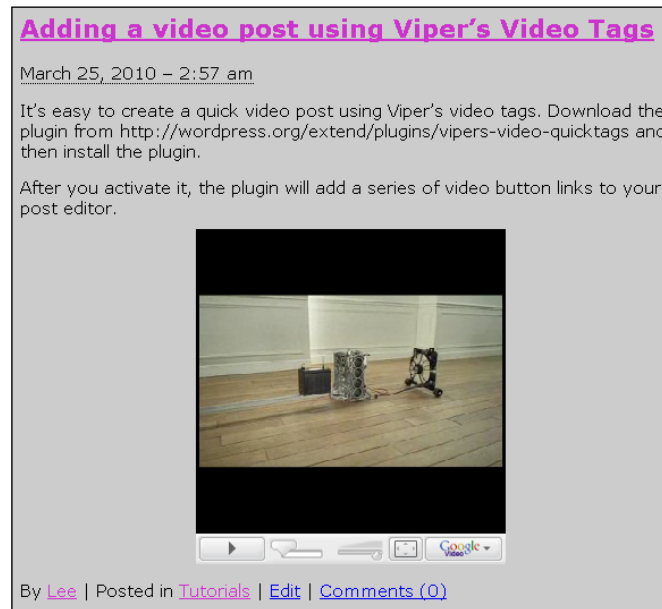 Adding a video post using Viper’s Video Tags
March 25, 2010 – 2:57 am
It’s easy to create a quick video post using Viper’s video tags. Download the
plugin from http://wordpress.org/extend/plugins/vipers-video-quicktags and
then install the plugin.
After you activate it, the plugin will add a series of video button links to your
post editor.
Google
Video
By Lee | Posted in Tutorials | Edit | Comments (0)